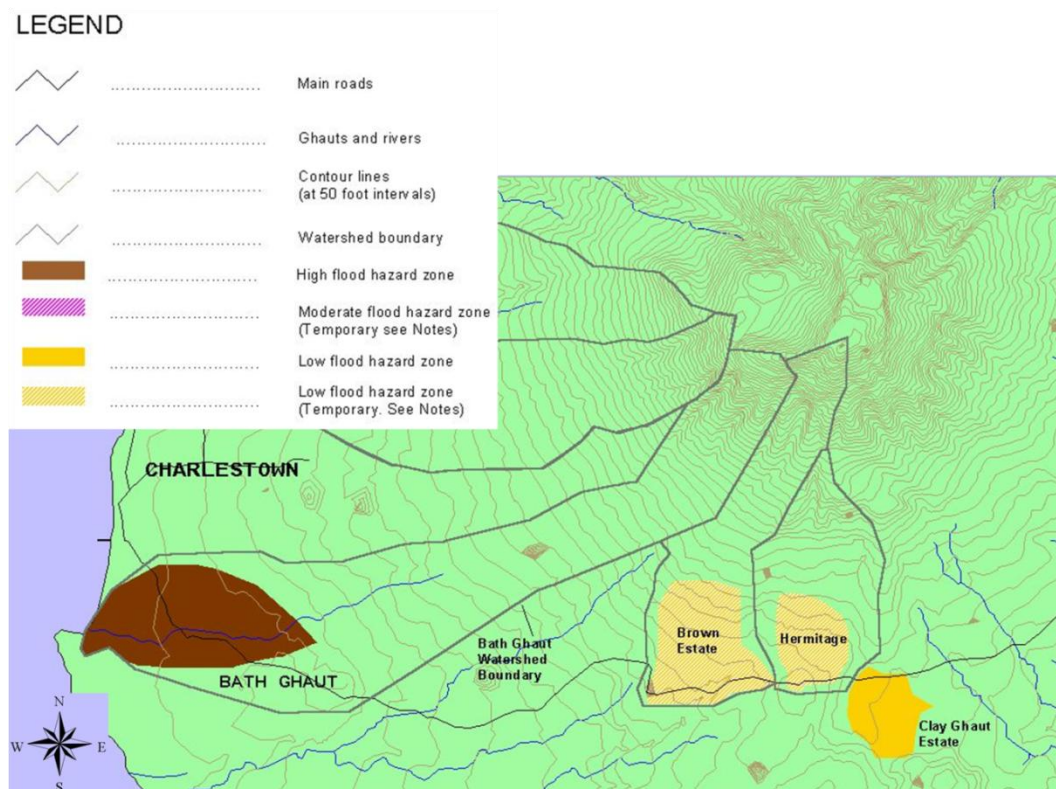 LEGEND
Main roads
Ghauts and rivers
Contour lines
(at 50 foot intervals)
Watershed boundary
High flood hazard zone
Moderate flood hazard zone
(Temporary see Notes)
Low flood hazard zone
Low flood hazard zone
(Temporary. See Notes)
CHARLESTOWN
BATH GHAUT
Bath Ghaut
Watershed
Boundary
Brown
Estate
Hermitage
Clay Ghaut
Estate
N
W
E
S